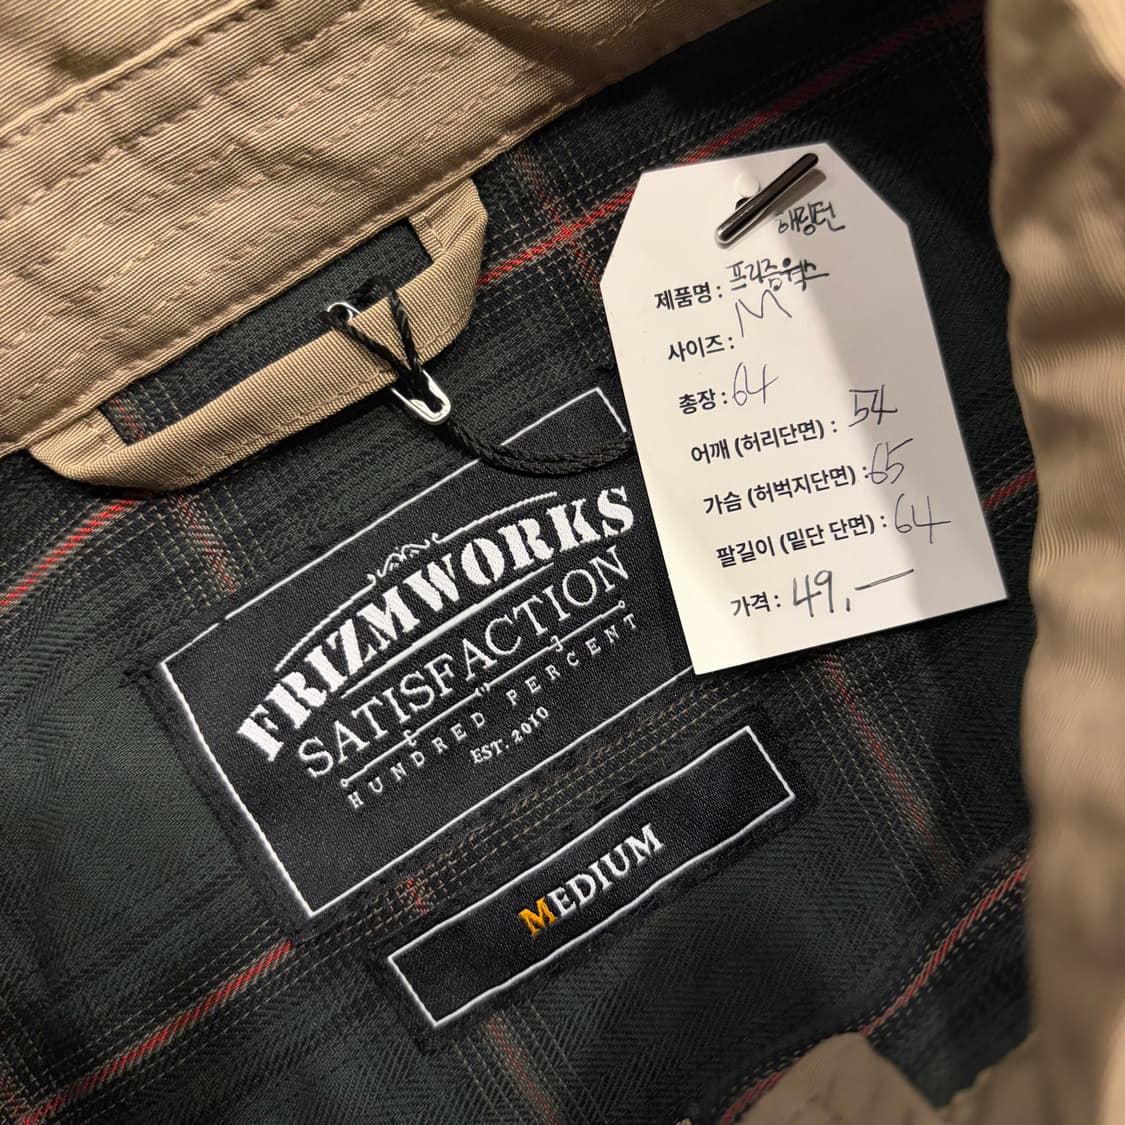 해링턴
제품명 : 프리즘웍스
사이즈 : M
총장 : 64
어깨 (허리단면) : 54
가슴 (허벅지단면) : 65
팔길이 (밑단 단면) : 64
가격 : 49,—
FRIZMWORKS
SATISFACTION
HUNDRED PERCENT
EST. 2010
MEDIUM